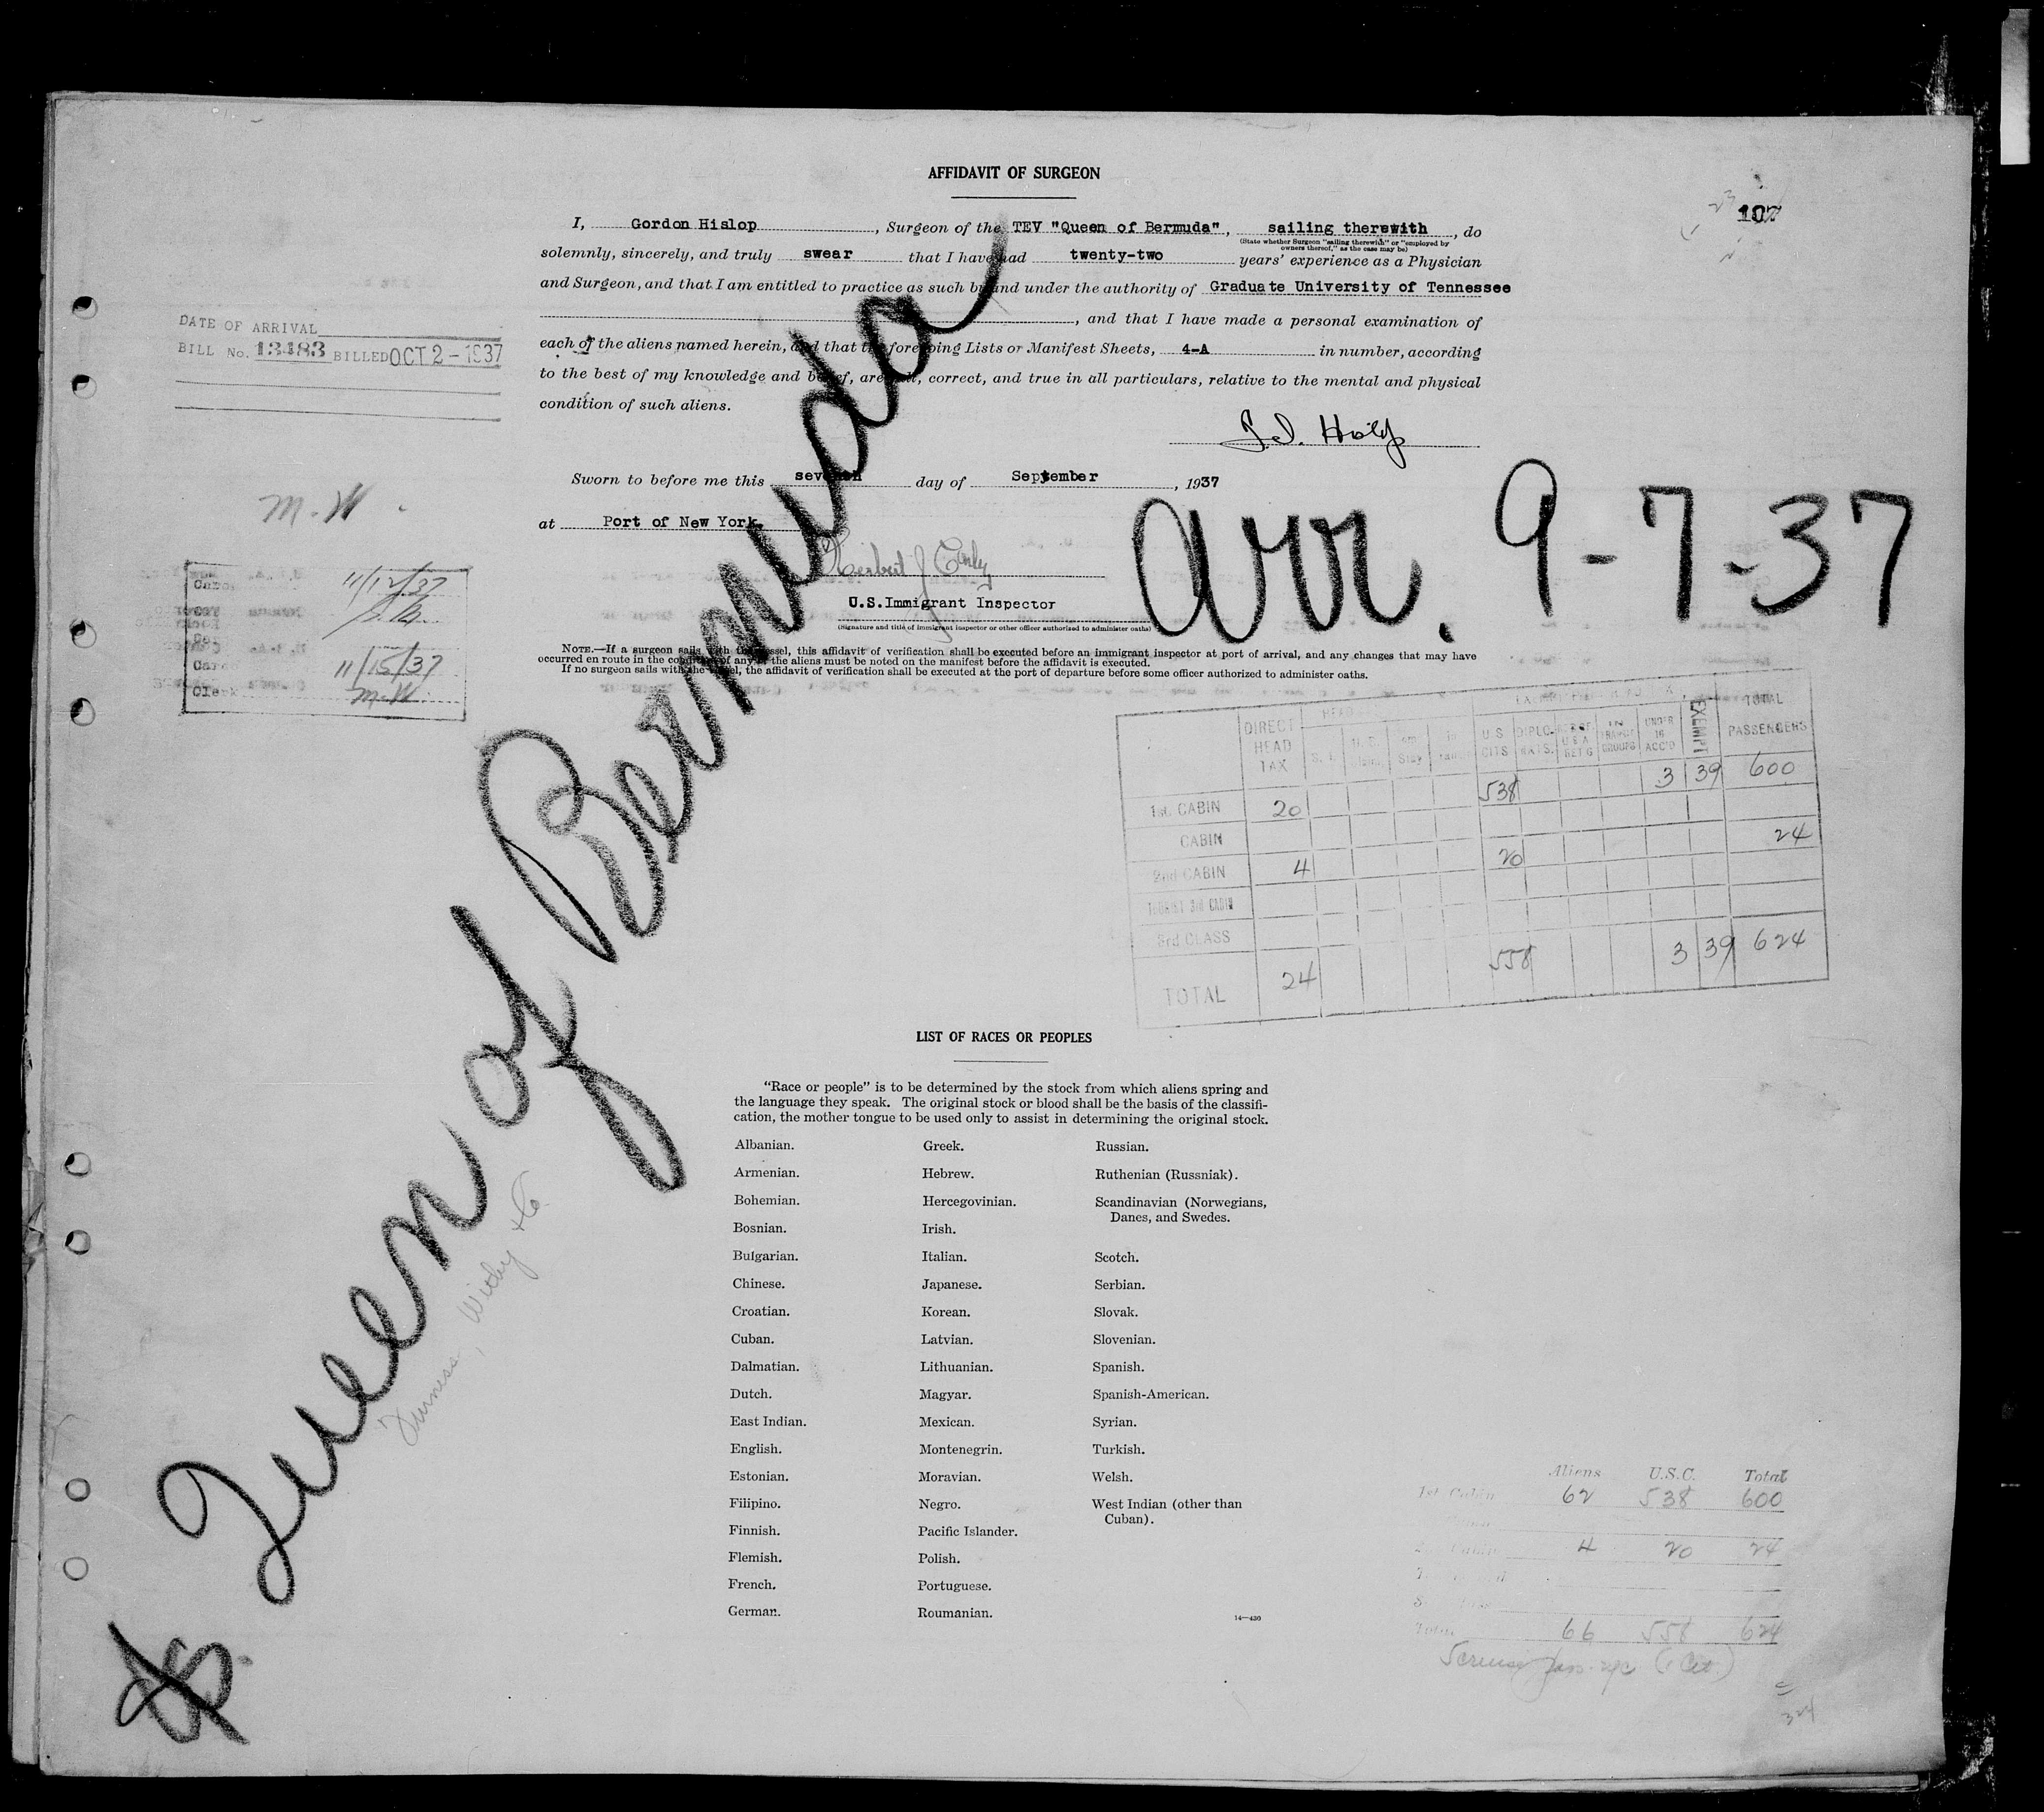 AFFIDAVIT OF SURGEON
107
I, Gordon Hislop, Surgeon of the TEV "Queen of Bermuda", sailing therewith, do
(State whether Surgeon "sailing therewith" or "employed by owners thereof," as the case may be)
solemnly, sincerely, and truly swear that I have had twenty-two years' experience as a Physician
and Surgeon, and that I am entitled to practice as such by and under the authority of Graduate University of Tennessee
, and that I have made a personal examination of
each of the aliens named herein, and that the foregoing Lists or Manifest Sheets, 4-A in number, according
to the best of my knowledge and belief, are full, correct, and true in all particulars, relative to the mental and physical
condition of such aliens.
DATE OF ARRIVAL
BILL No. 13483 BILLED OCT 2 - 1937
Sworn to before me this seventh day of September, 1937
at Port of New York,
Herbert J
U.S.Immigrant Inspector
(Signature and title of immigrant inspector or other officer authorized to administer oaths)
M.W.
11/12/37
11/15/37
Clerk M.W.
Arr. 9-7-37
Queen of Bermuda
Furness, Withy & Co
NOTE.—If a surgeon sails with the vessel, this affidavit of verification shall be executed before an immigrant inspector at port of arrival, and any changes that may have
occurred en route in the condition of any of the aliens must be noted on the manifest before the affidavit is executed.
If no surgeon sails with the vessel, the affidavit of verification shall be executed at the port of departure before some officer authorized to administer oaths.
DIRECT HEAD TAX U.S. CITS DIPLO-MATS. UNDER 16 ACC'D EXEMPT TOTAL PASSENGERS
1st CABIN 20 538 3 39 600
CABIN
2nd CABIN 4 20 24
TOURIST 3rd CABIN
3rd CLASS
TOTAL 24 558 3 39 624
LIST OF RACES OR PEOPLES
"Race or people" is to be determined by the stock from which aliens spring and
the language they speak. The original stock or blood shall be the basis of the classifi-
cation, the mother tongue to be used only to assist in determining the original stock.
Albanian.
Armenian.
Bohemian.
Bosnian.
Bulgarian.
Chinese.
Croatian.
Cuban.
Dalmatian.
Dutch.
East Indian.
English.
Estonian.
Filipino.
Finnish.
Flemish.
French.
German.
Greek.
Hebrew.
Hercegovinian.
Irish.
Italian.
Japanese.
Korean.
Latvian.
Lithuanian.
Magyar.
Mexican.
Montenegrin.
Moravian.
Negro.
Pacific Islander.
Polish.
Portuguese.
Roumanian.
Russian.
Ruthenian (Russniak).
Scandinavian (Norwegians,
Danes, and Swedes.
Scotch.
Serbian.
Slovak.
Slovenian.
Spanish.
Spanish-American.
Syrian.
Turkish.
Welsh.
West Indian (other than
Cuban).
14—436
Aliens U.S.C. Total
1st Cabin 62 538 600
Cabin 4 20 24
Total 66 558 624